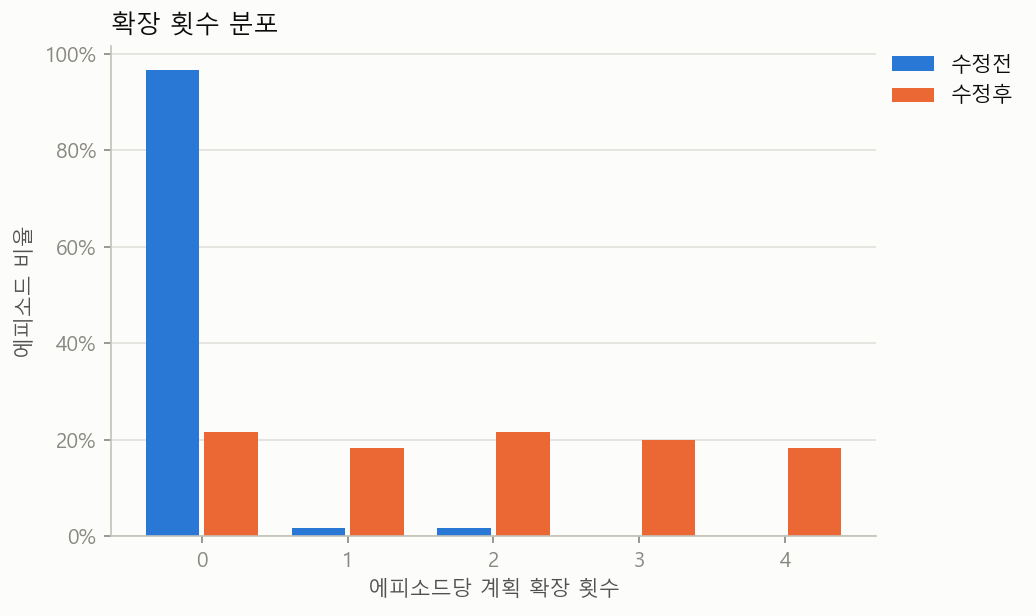 확장 횟수 분포
수정전
수정후
100%
80%
60%
40%
20%
0%
에피소드 비율
0 1 2 3 4
에피소드당 계획 확장 횟수